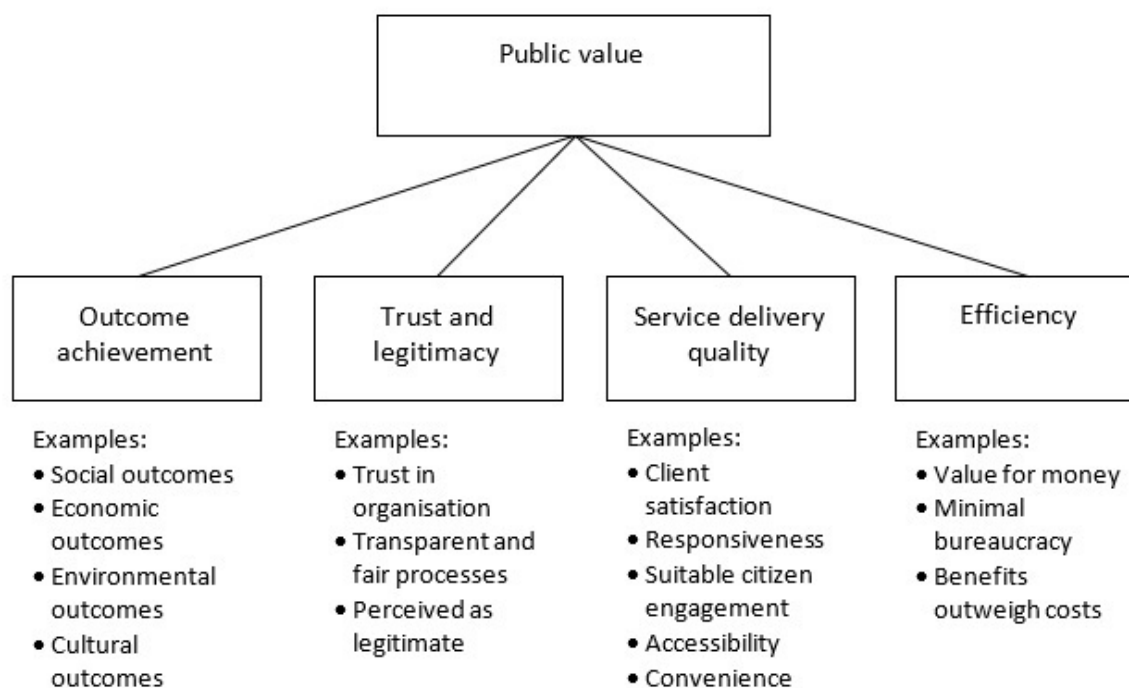 Public value
Outcome
achievement
Trust and
legitimacy
Service delivery
quality
Efficiency
Examples:
• Social outcomes
• Economic
outcomes
• Environmental
outcomes
• Cultural
outcomes
Examples:
• Trust in
organisation
• Transparent and
fair processes
• Perceived as
legitimate
Examples:
• Client
satisfaction
• Responsiveness
• Suitable citizen
engagement
• Accessibility
• Convenience
Examples:
• Value for money
• Minimal
bureaucracy
• Benefits
outweigh costs